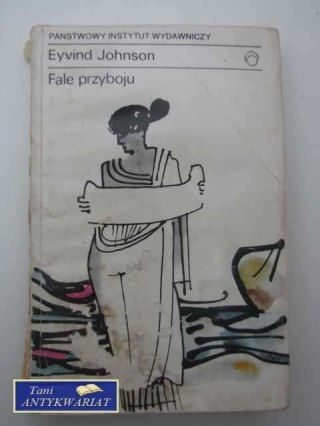 PAŃSTWOWY INSTYTUT WYDAWNICZY
Eyvind Johnson
Fale przyboju
Tani
ANTYKWARIAT